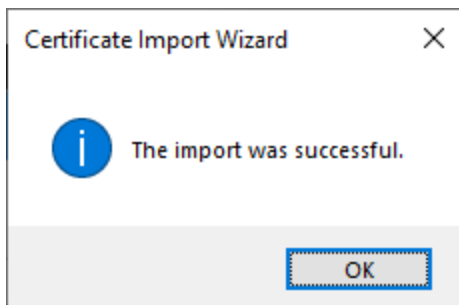 Certificate Import Wizard
The import was successful.
OK